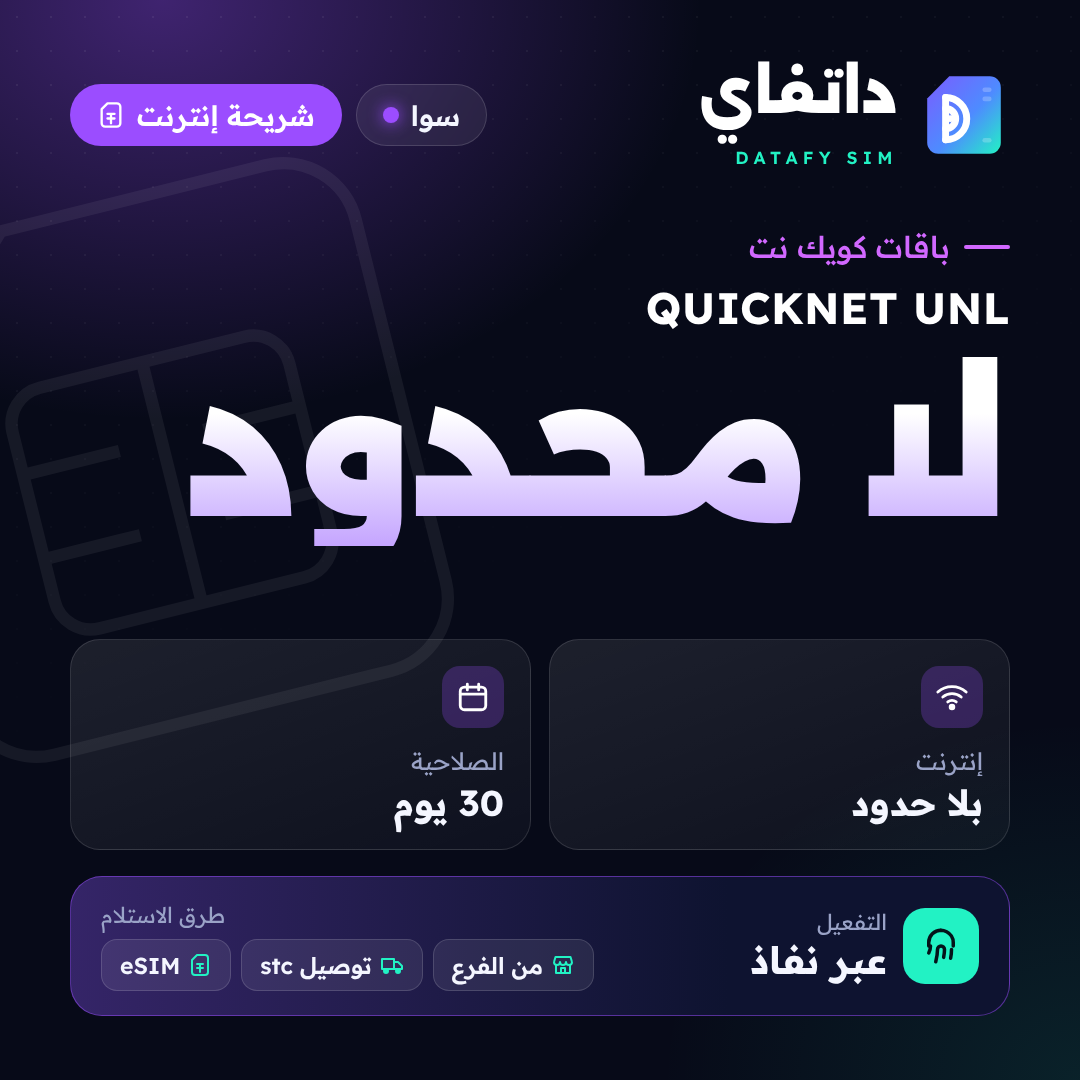 داتفاي
DATAFY SIM
سوا
شريحة إنترنت
باقات كويك نت
QUICKNET UNL
لا محدود
إنترنت
بلا حدود
الصلاحية
30 يوم
التفعيل
عبر نفاذ
طرق الاستلام
من الفرع
توصيل stc
eSIM